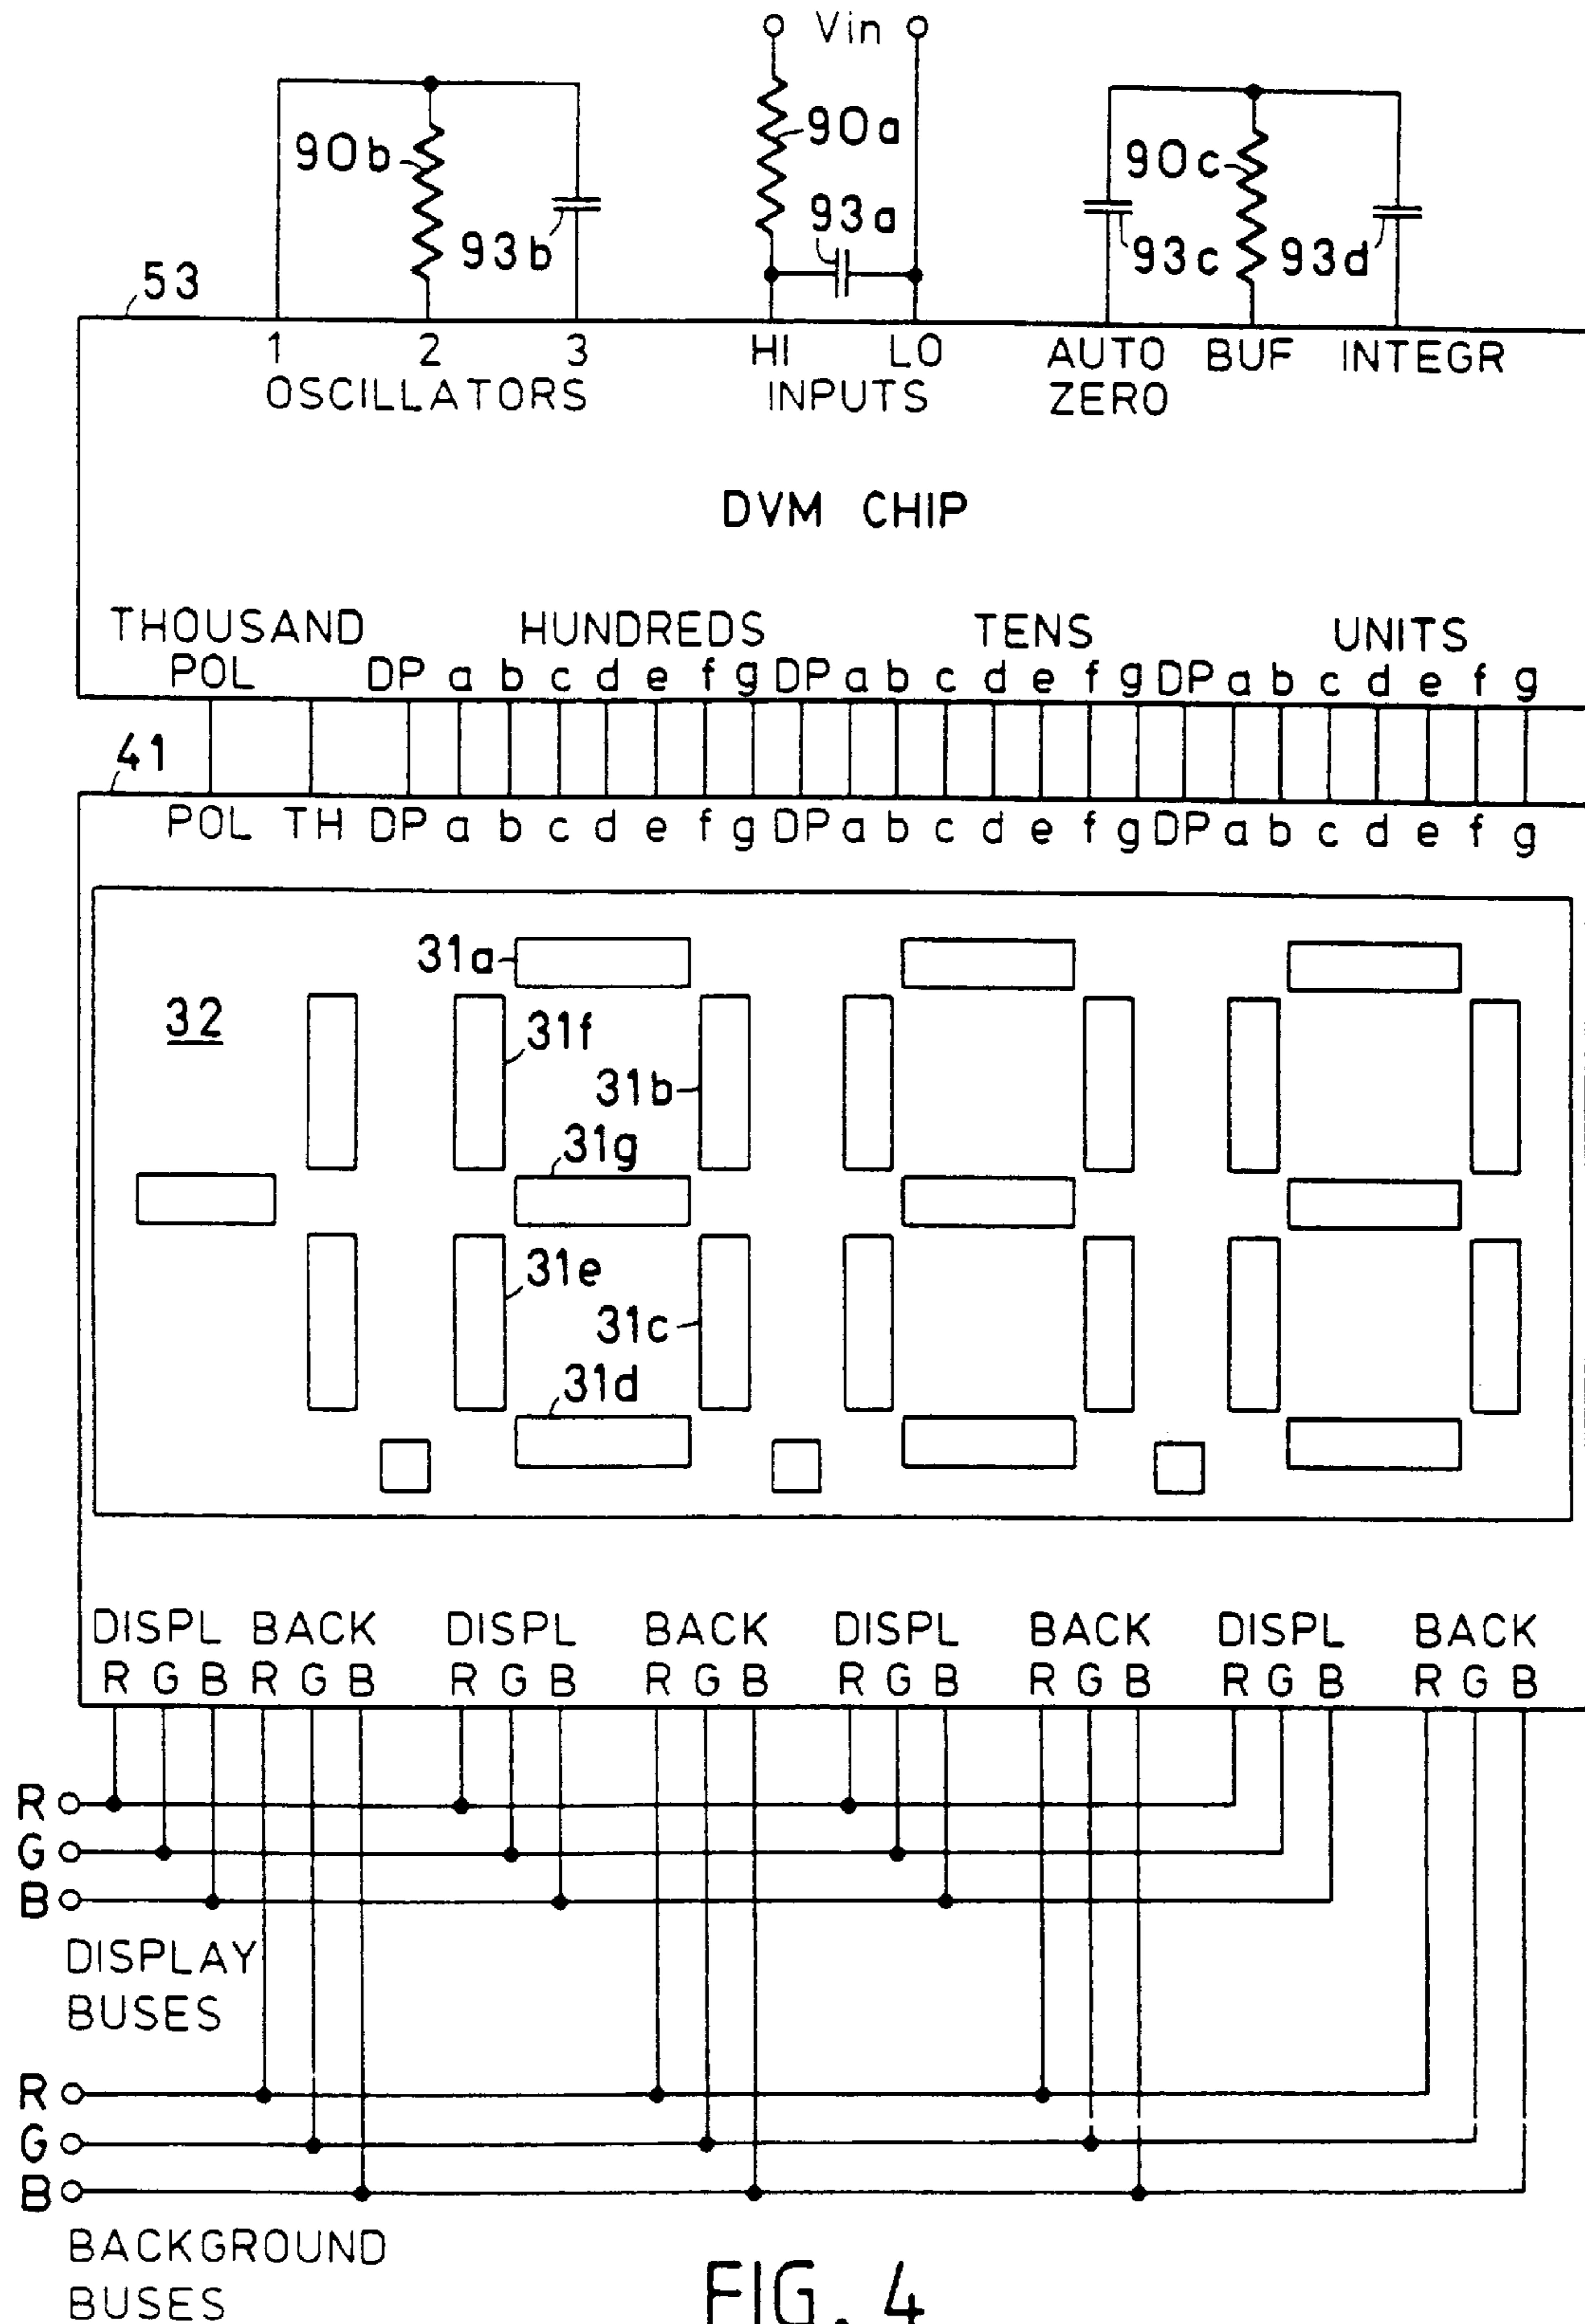 Vin
90b
90a
90c
93b
93a
93c
93d
53
1 2 3 HI LO AUTO BUF INTEGR
OSCILLATORS INPUTS ZERO
DVM CHIP
THOUSAND HUNDREDS TENS UNITS
POL DP a b c d e f g DP a b c d e f g DP a b c d e f g
41
POL TH DP a b c d e f g DP a b c d e f g DP a b c d e f g
31a
32
31f
31b
31g
31e
31c
31d
DISPL BACK DISPL BACK DISPL BACK DISPL BACK
R G B R G B R G B R G B R G B R G B R G B R G B
R
G
B
DISPLAY
BUSES
R
G
B
BACKGROUND
BUSES
FIG. 4